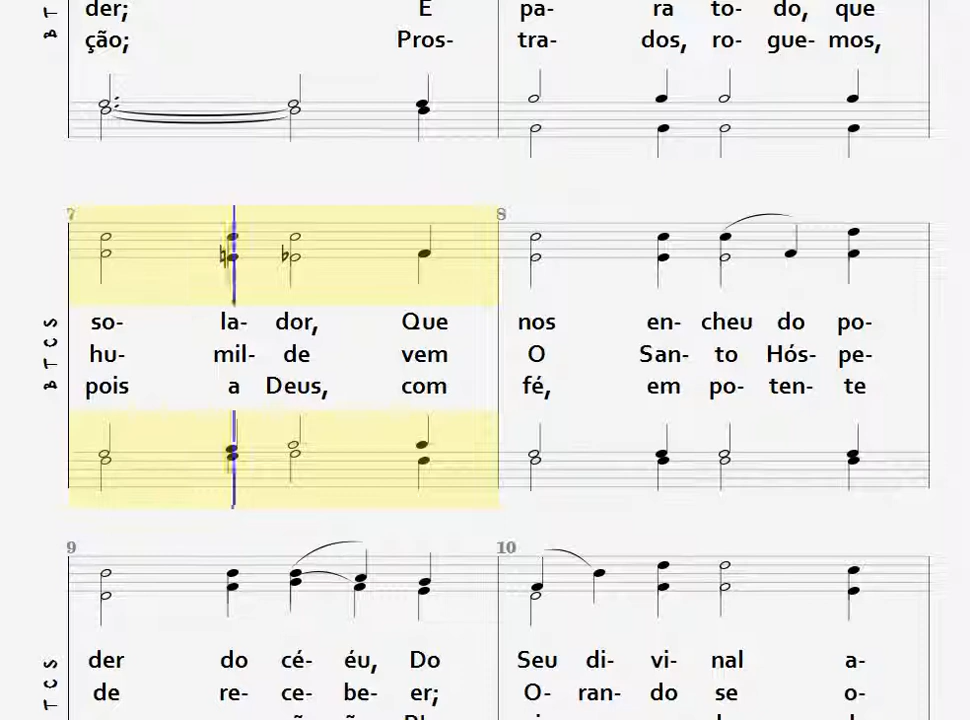 der; E pa- ra to- do, que
ção; Pros- tra- dos, ro- gue- mos,
7 8
so- la- dor, Que nos en- cheu do po-
hu- mil- de vem O San- to Hós- pe-
pois a Deus, com fé, em po- ten- te
S
C
T
B
9 10
der do cé- éu, Do Seu di- vi- nal a-
de re- ce- be- er; O- ran- do se o-
S
C
T